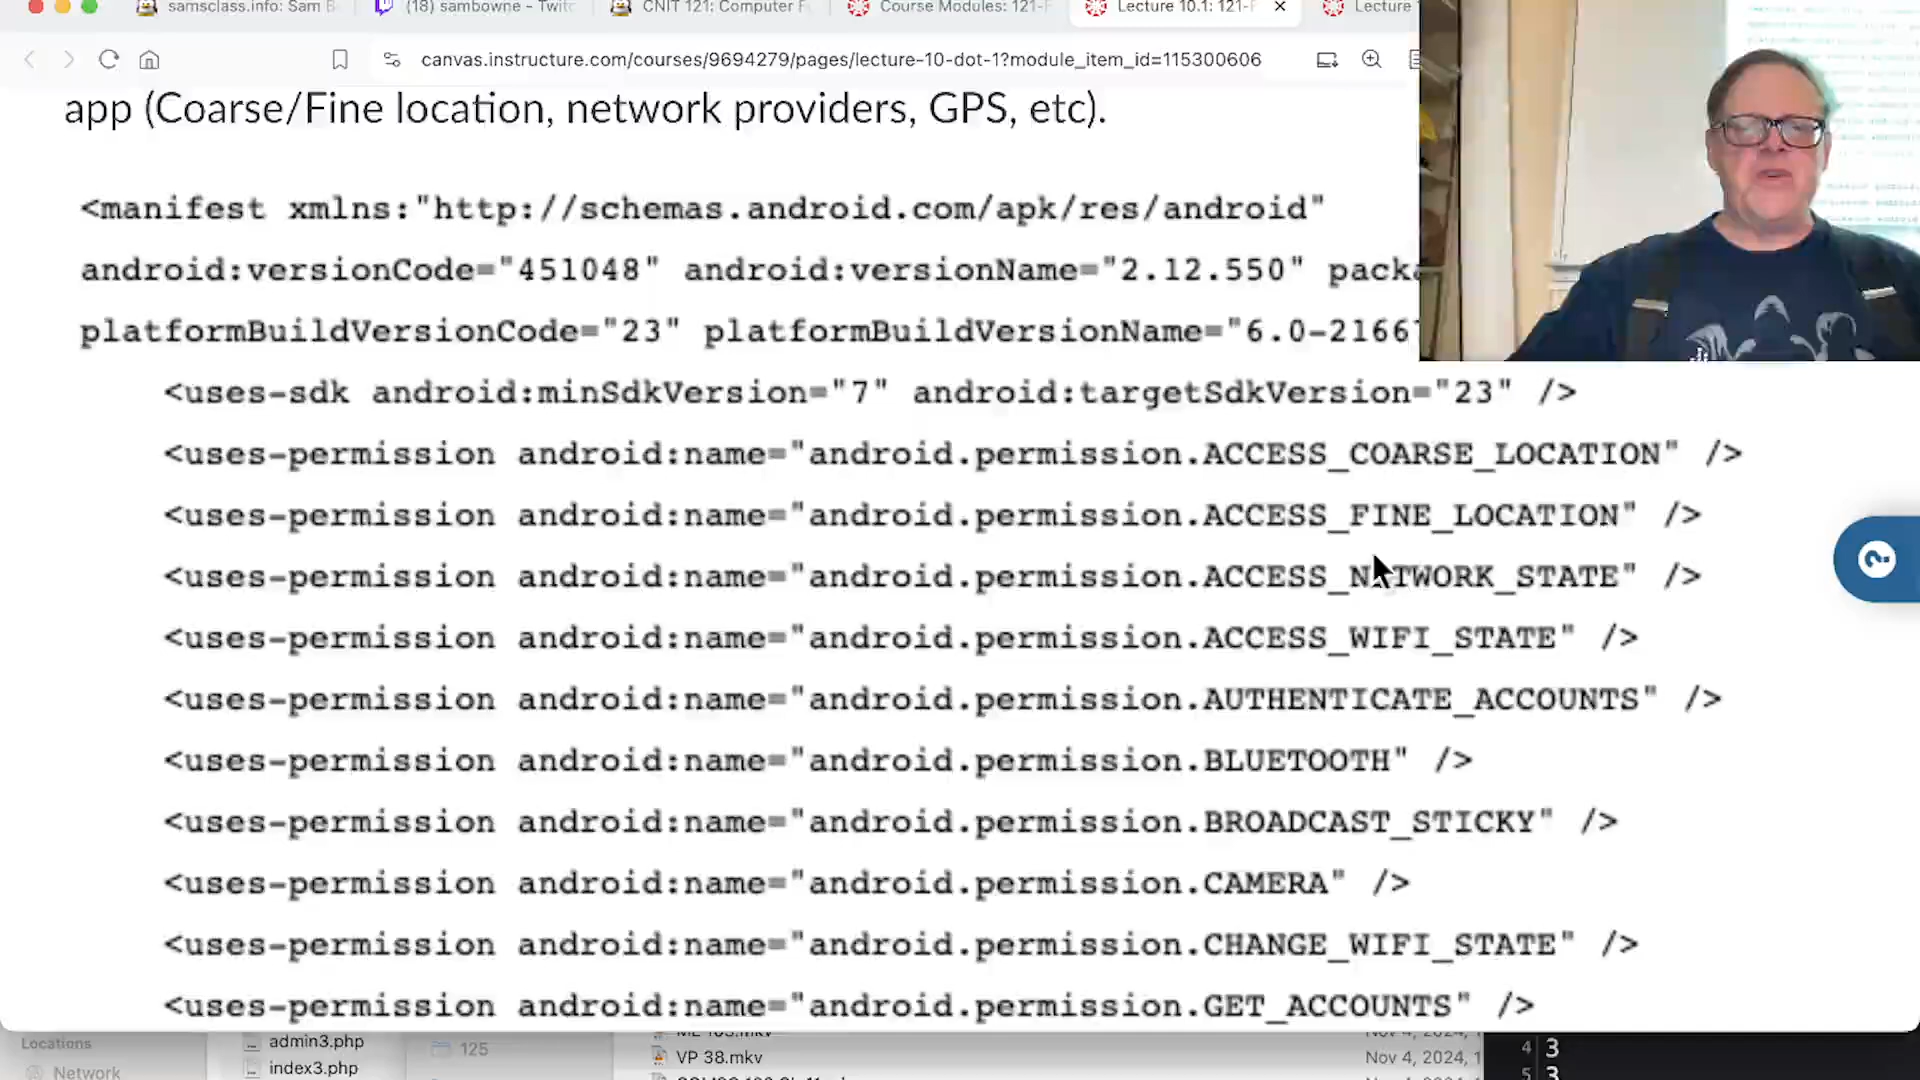 samsclass.info: Sam B
(18) sambowne - Twitc
CNIT 121: Computer F
Course Modules: 121-F
Lecture 10.1: 121-F
Lecture
canvas.instructure.com/courses/9694279/pages/lecture-10-dot-1?module_item_id=115300606
app (Coarse/Fine location, network providers, GPS, etc).
<manifest xmlns:"http://schemas.android.com/apk/res/android"
android:versionCode="451048" android:versionName="2.12.550" packa
platformBuildVersionCode="23" platformBuildVersionName="6.0-2166
<uses-sdk android:minSdkVersion="7" android:targetSdkVersion="23" />
<uses-permission android:name="android.permission.ACCESS_COARSE_LOCATION" />
<uses-permission android:name="android.permission.ACCESS_FINE_LOCATION" />
<uses-permission android:name="android.permission.ACCESS_NETWORK_STATE" />
<uses-permission android:name="android.permission.ACCESS_WIFI_STATE" />
<uses-permission android:name="android.permission.AUTHENTICATE_ACCOUNTS" />
<uses-permission android:name="android.permission.BLUETOOTH" />
<uses-permission android:name="android.permission.BROADCAST_STICKY" />
<uses-permission android:name="android.permission.CAMERA" />
<uses-permission android:name="android.permission.CHANGE_WIFI_STATE" />
<uses-permission android:name="android.permission.GET_ACCOUNTS" />
Locations
Network
admin3.php
index3.php
125
VP 38.mkv
Nov 4, 2024, 1
4 3
5 3